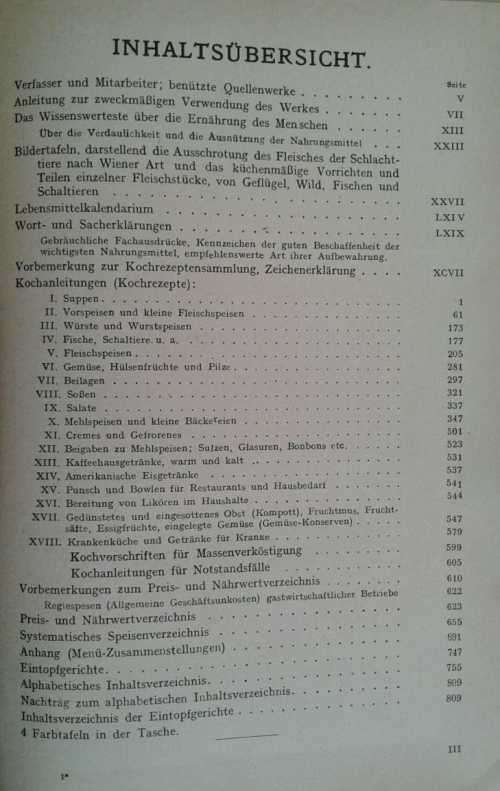 INHALTSÜBERSICHT.
Seite
Verfasser und Mitarbeiter; benützte Quellenwerke . . . . . . . . V
Anleitung zur zweckmäßigen Verwendung des Werkes . . . . . . VII
Das Wissenswerteste über die Ernährung des Menschen . . . . . XIII
Über die Verdaulichkeit und die Ausnützung der Nahrungsmittel . . . XXIII
Bildertafeln, darstellend die Ausschrotung des Fleisches der Schlacht-
tiere nach Wiener Art und das küchenmäßige Vorrichten und
Teilen einzelner Fleischstücke, von Geflügel, Wild, Fischen und
Schaltieren . . . . . . . . . . XXVII
Lebensmittelkalendarium . . . . . . . . . . LXIV
Wort- und Sacherklärungen . . . . . . . . . . LXIX
Gebräuchliche Fachausdrücke, Kennzeichen der guten Beschaffenheit der
wichtigsten Nahrungsmittel, empfehlenswerte Art ihrer Aufbewahrung.
Vorbemerkung zur Kochrezeptensammlung, Zeichenerklärung . . . . XCVII
Kochanleitungen (Kochrezepte):
I. Suppen . . . . . . . . . . 1
II. Vorspeisen und kleine Fleischspeisen . . . . . . . . . . 61
III. Würste und Wurstspeisen . . . . . . . . . . 173
IV. Fische, Schaltiere u. a. . . . . . . . . . . 177
V. Fleischspeisen . . . . . . . . . . 205
VI. Gemüse, Hülsenfrüchte und Pilze . . . . . . . . . . 281
VII. Beilagen . . . . . . . . . . 297
VIII. Soßen . . . . . . . . . . 321
IX. Salate . . . . . . . . . . 337
X. Mehlspeisen und kleine Bäckereien . . . . . . . . . . 347
XI. Cremes und Gefrorenes . . . . . . . . . . 501
XII. Beigaben zu Mehlspeisen; Sulzen, Glasuren, Bonbons etc. . . . . . 523
XIII. Kaffeehausgetränke, warm und kalt . . . . . . . . . . 531
XIV. Amerikanische Eisgetränke . . . . . . . . . . 537
XV. Punsch und Bowlen für Restaurants und Hausbedarf . . . . . . 541
XVI. Bereitung von Likören im Haushalte . . . . . . . . . . 544
XVII. Gedünstetes und eingesottenes Obst (Kompott), Fruchtmus, Frucht-
säfte, Essigfrüchte, eingelegte Gemüse (Gemüse-Konserven) . . . . 547
XVIII. Krankenküche und Getränke für Kranke . . . . . . . . . . 579
Kochvorschriften für Massenverköstigung . . . . . . . . 599
Kochanleitungen für Notstandsfälle . . . . . . . . . . 605
Vorbemerkungen zum Preis- und Nährwertverzeichnis . . . . . . 610
Regiespesen (Allgemeine Geschäftsunkosten) gastwirtschaftlicher Betriebe 622
Preis- und Nährwertverzeichnis . . . . . . . . . . 623
Systematisches Speisenverzeichnis . . . . . . . . . . 655
Anhang (Menü-Zusammenstellungen) . . . . . . . . . . 691
Eintopfgerichte . . . . . . . . . . 747
Alphabetisches Inhaltsverzeichnis . . . . . . . . . . 755
Nachträg zum alphabetischen Inhaltsverzeichnis . . . . . . . . 809
Inhaltsverzeichnis der Eintopfgerichte . . . . . . . . . . 809
4 Farbtafeln in der Tasche.
III
1*